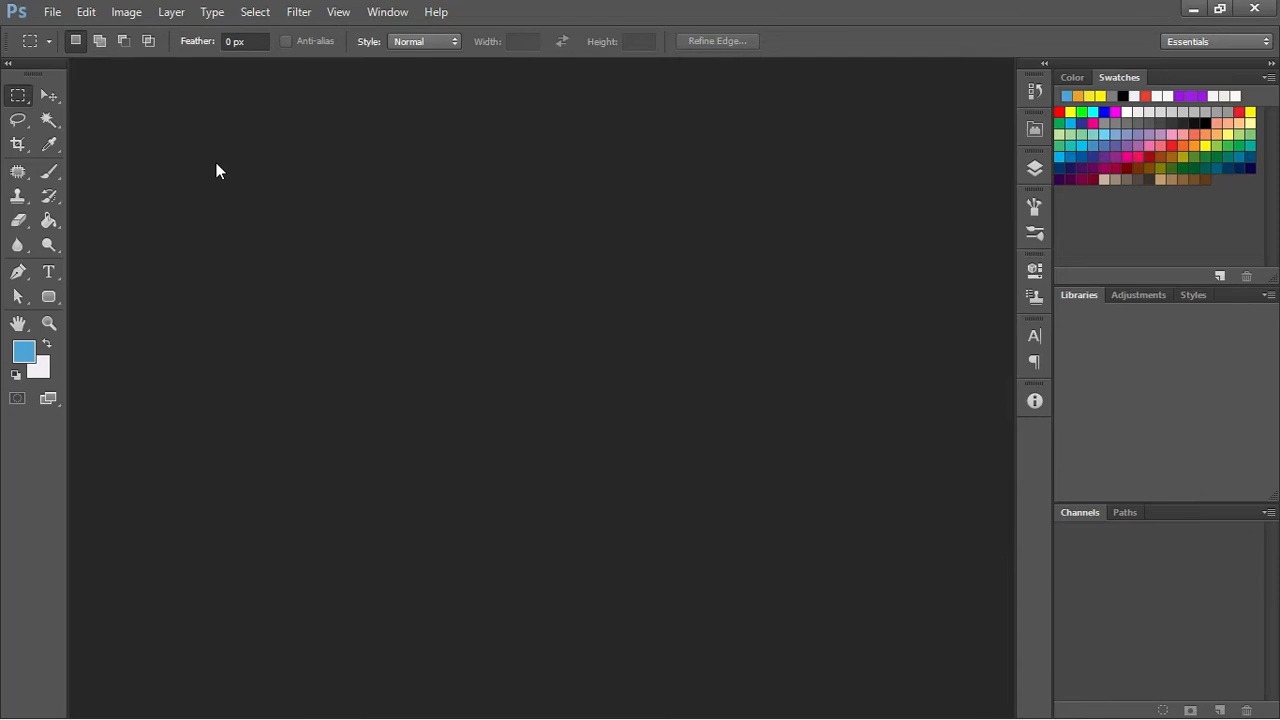 Ps File Edit Image Layer Type Select Filter View Window Help
Feather: 0 px Anti-alias Style: Normal Width: Height: Refine Edge... Essentials
Color Swatches
Libraries Adjustments Styles
Channels Paths